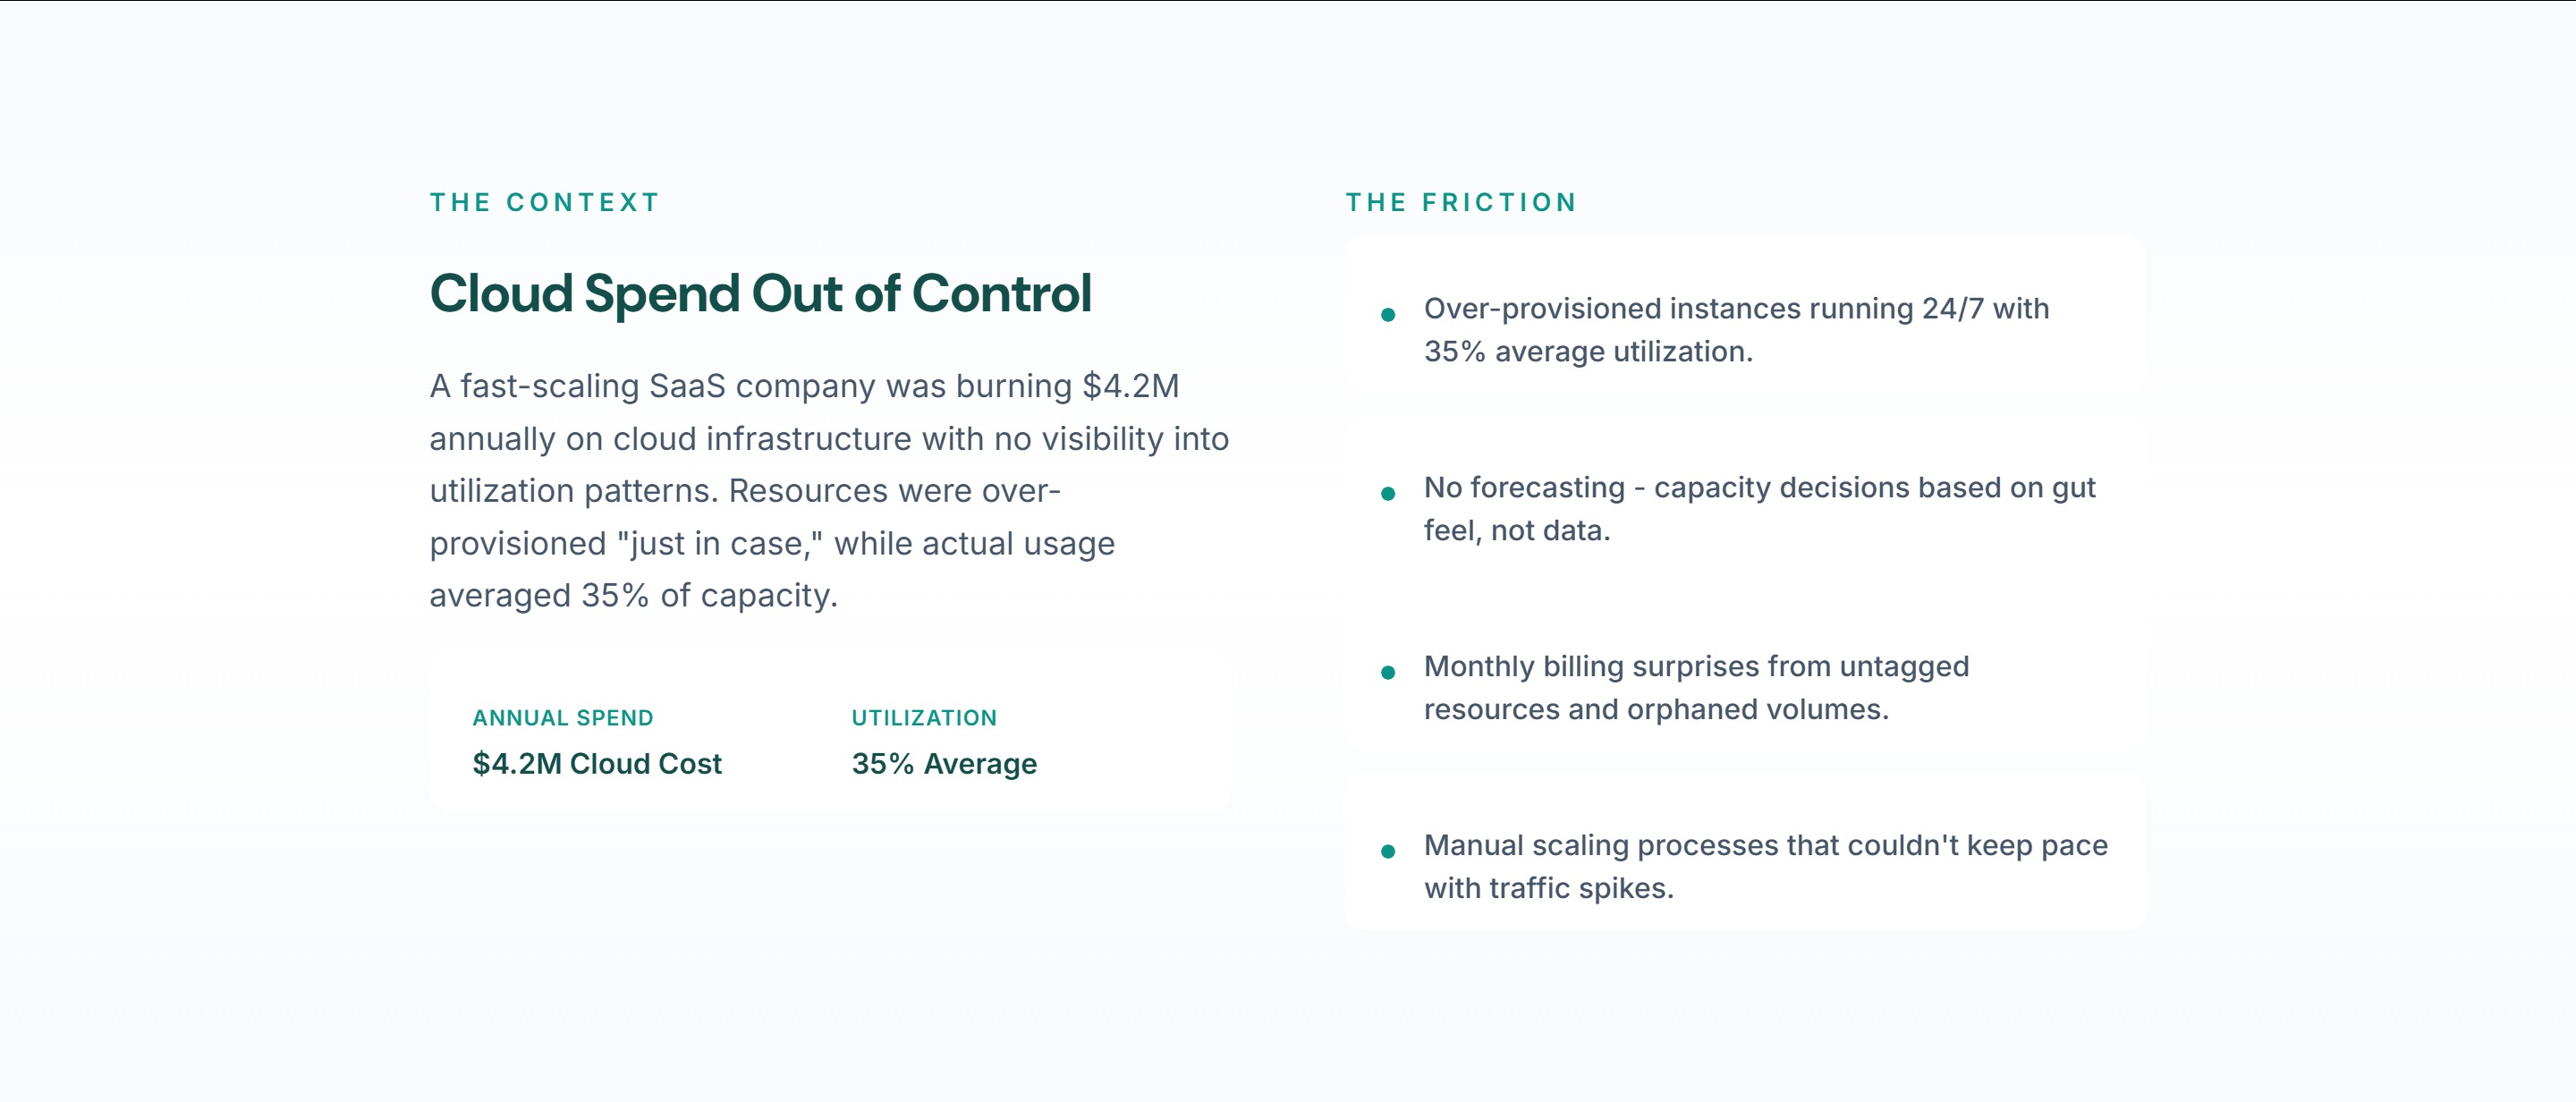 THE CONTEXT
Cloud Spend Out of Control
A fast-scaling SaaS company was burning $4.2M
annually on cloud infrastructure with no visibility into
utilization patterns. Resources were over-
provisioned "just in case," while actual usage
averaged 35% of capacity.
ANNUAL SPEND
$4.2M Cloud Cost
UTILIZATION
35% Average
THE FRICTION
Over-provisioned instances running 24/7 with
35% average utilization.
No forecasting - capacity decisions based on gut
feel, not data.
Monthly billing surprises from untagged
resources and orphaned volumes.
Manual scaling processes that couldn't keep pace
with traffic spikes.